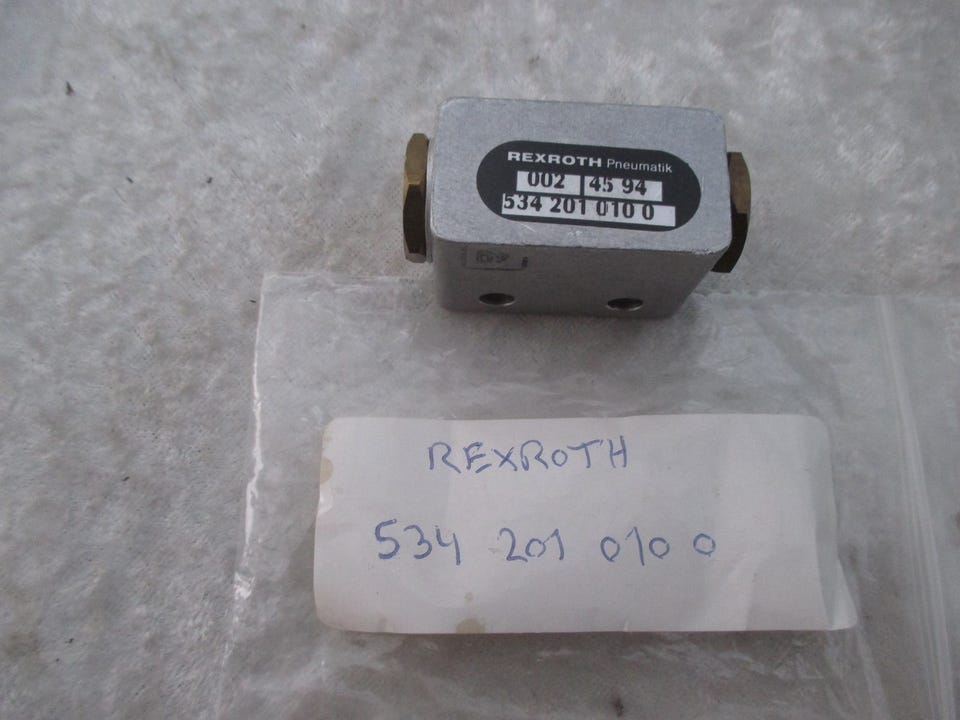 REXROTH Pneumatik
002 45 94
534 201 010 0
REXROTH
534 201 010 0